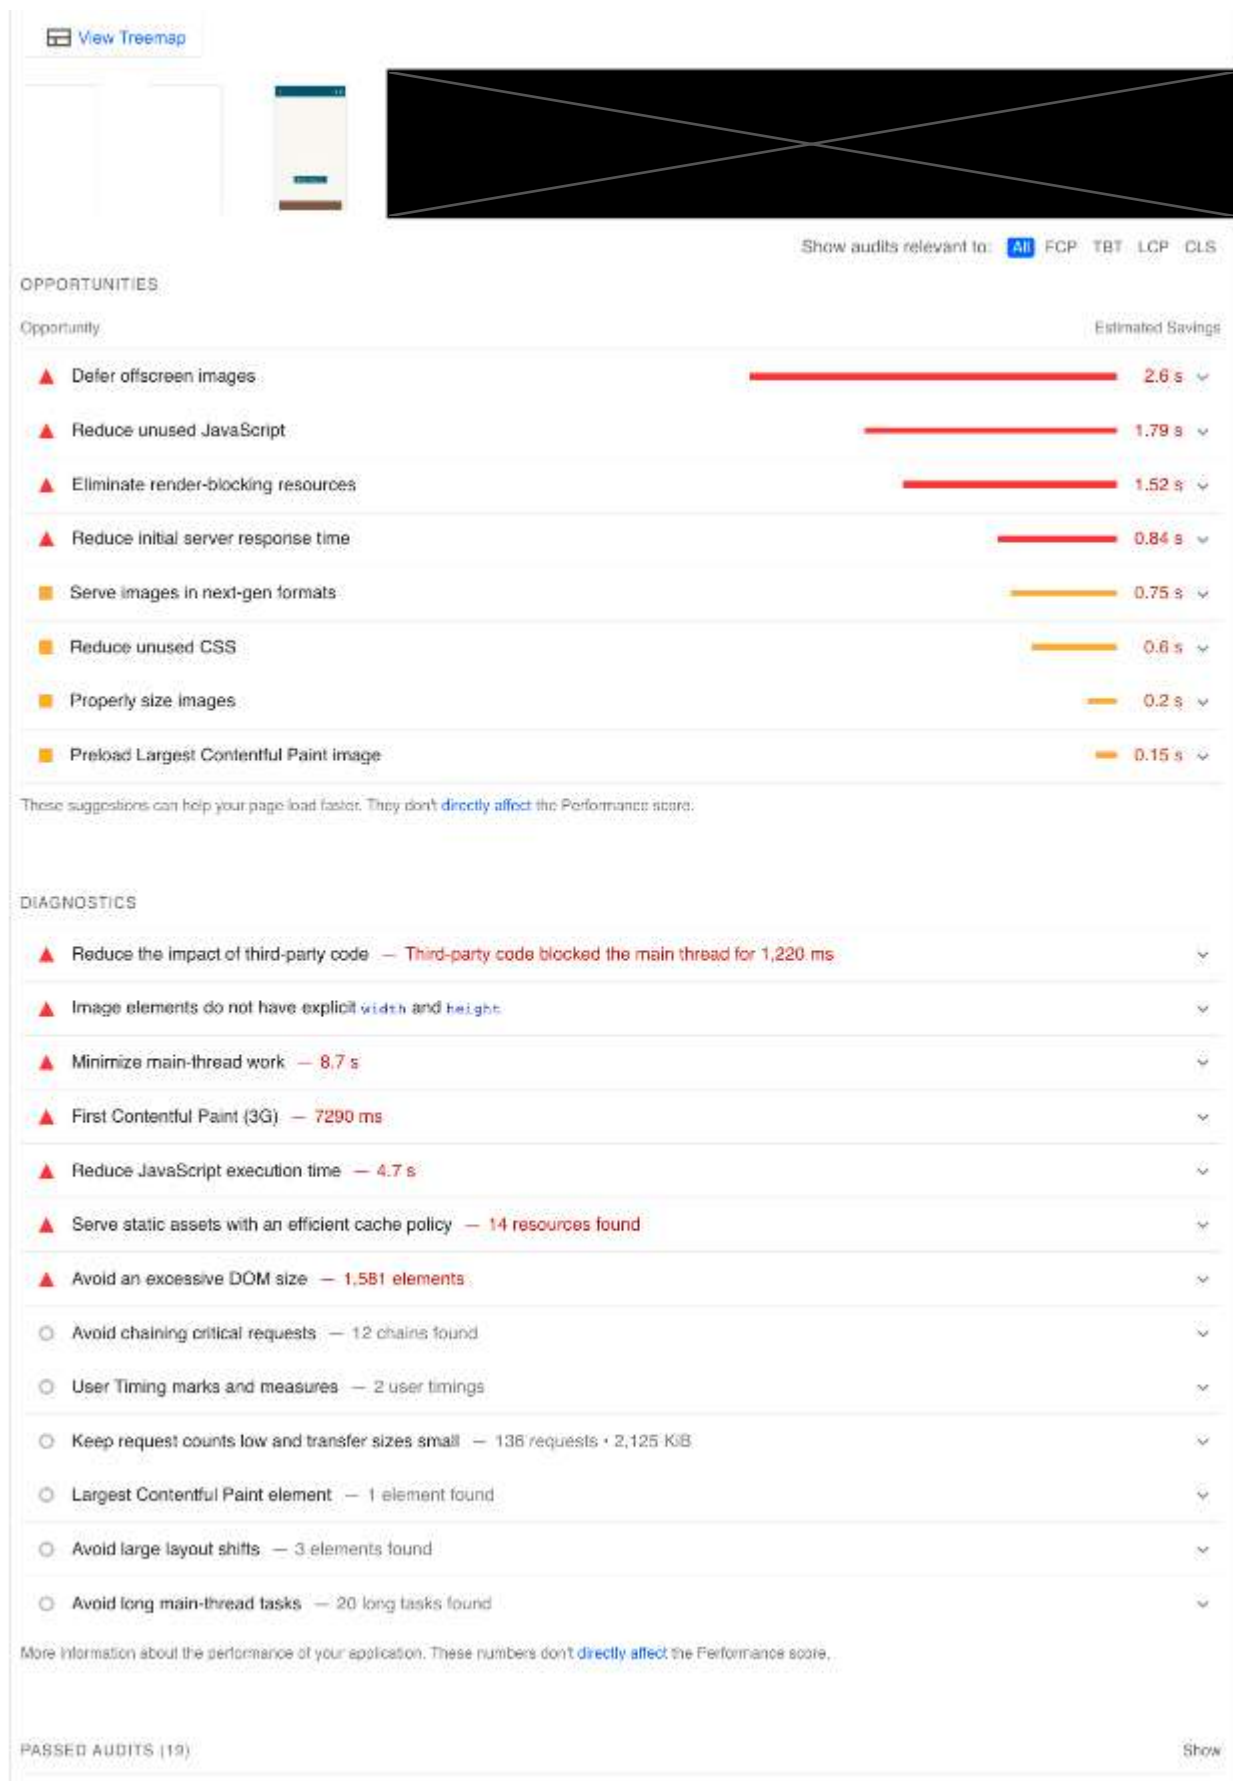 View Treemap
Show audits relevant to: All FCP TBT LCP CLS
OPPORTUNITIES
Opportunity Estimated Savings
Defer offscreen images 2.6 s
Reduce unused JavaScript 1.79 s
Eliminate render-blocking resources 1.52 s
Reduce initial server response time 0.84 s
Serve images in next-gen formats 0.75 s
Reduce unused CSS 0.6 s
Properly size images 0.2 s
Preload Largest Contentful Paint image 0.15 s
These suggestions can help your page load faster. They don't directly affect the Performance score.
DIAGNOSTICS
Reduce the impact of third-party code — Third-party code blocked the main thread for 1,220 ms
Image elements do not have explicit width and height
Minimize main-thread work — 8.7 s
First Contentful Paint (3G) — 7290 ms
Reduce JavaScript execution time — 4.7 s
Serve static assets with an efficient cache policy — 14 resources found
Avoid an excessive DOM size — 1,581 elements
Avoid chaining critical requests — 12 chains found
User Timing marks and measures — 2 user timings
Keep request counts low and transfer sizes small — 136 requests • 2,125 KiB
Largest Contentful Paint element — 1 element found
Avoid large layout shifts — 3 elements found
Avoid long main-thread tasks — 20 long tasks found
More information about the performance of your application. These numbers don't directly affect the Performance score.
PASSED AUDITS (19) Show